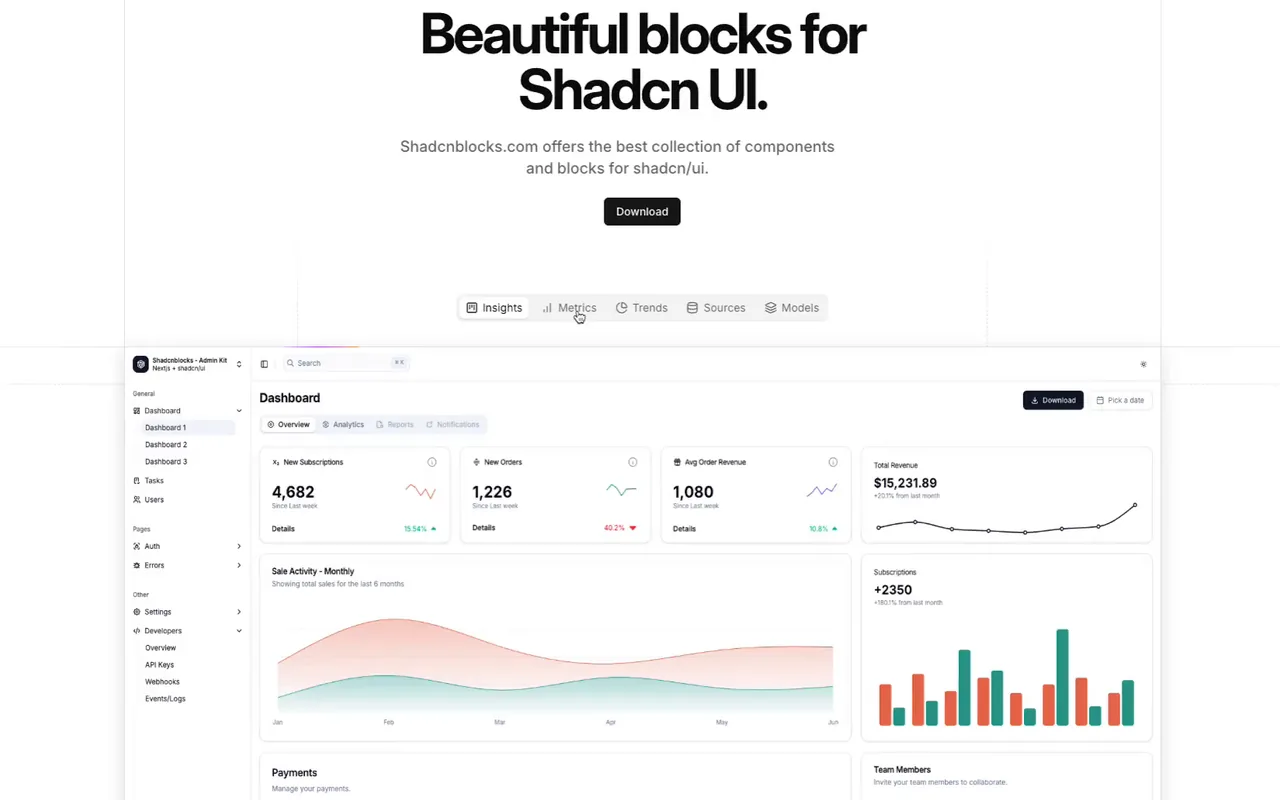 Beautiful blocks for
Shadcn UI.
Shadcnblocks.com offers the best collection of components
and blocks for shadcn/ui.
Download
Insights Metrics Trends Sources Models
Shadcnblocks - Admin Kit
Nextjs + shadcn/ui
Search ⌘K
General
Dashboard
Dashboard 1
Dashboard 2
Dashboard 3
Tasks
Users
Pages
Auth
Errors
Other
Settings
Developers
Overview
API Keys
Webhooks
Events/Logs
Dashboard
Download Pick a date
Overview Analytics Reports Notifications
New Subscriptions
4,682
Since Last week
Details 15.54%
New Orders
1,226
Since Last week
Details 40.2%
Avg Order Revenue
1,080
Since Last week
Details 10.8%
Total Revenue
$15,231.89
+20.1% from last month
Sale Activity - Monthly
Showing total sales for the last 6 months
Jan Feb Mar Apr May Jun
Subscriptions
+2350
+180.1% from last month
Payments
Manage your payments.
Team Members
Invite your team members to collaborate.